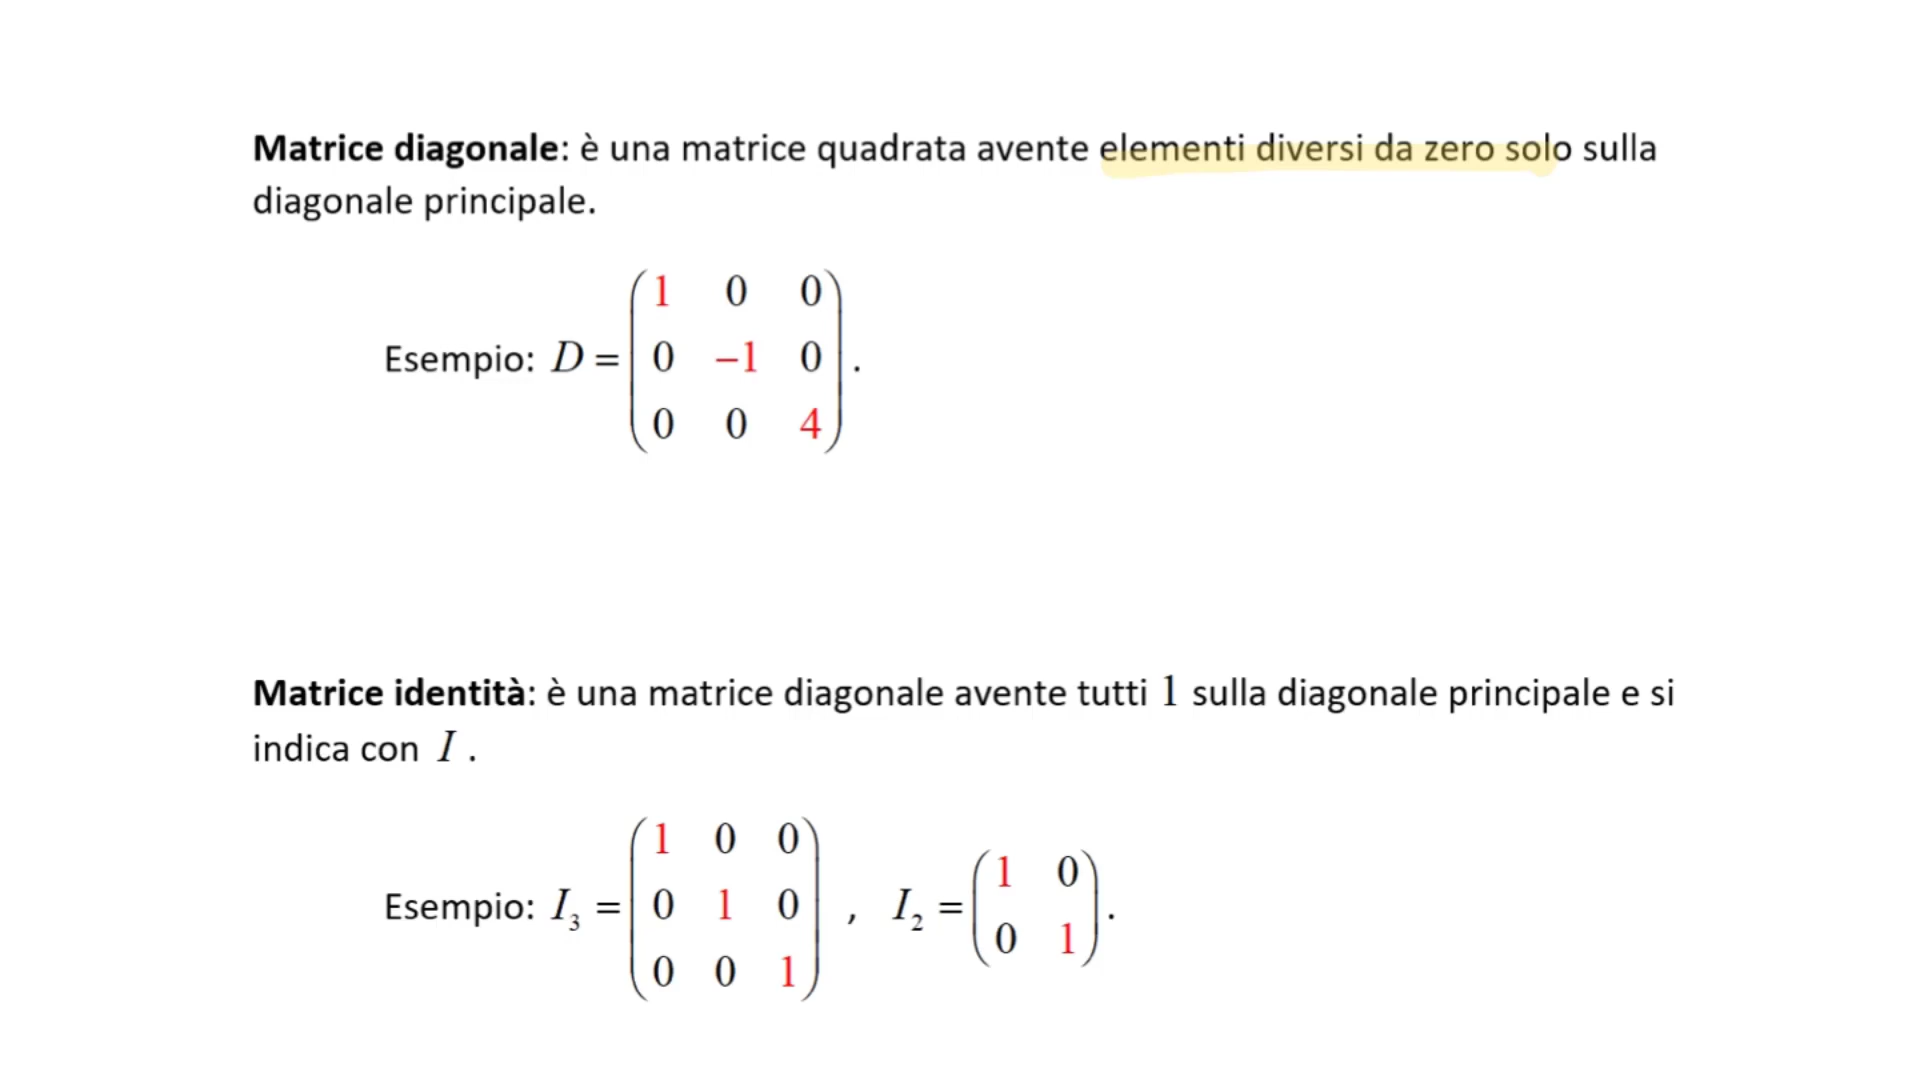 Matrice diagonale: è una matrice quadrata avente elementi diversi da zero solo sulla
diagonale principale.
Esempio: D = ( 1 0 0
0 −1 0
0 0 4 ) .
Matrice identità: è una matrice diagonale avente tutti 1 sulla diagonale principale e si
indica con I .
Esempio: I₃ = ( 1 0 0
0 1 0
0 0 1 ) , I₂ = ( 1 0
0 1 ) .